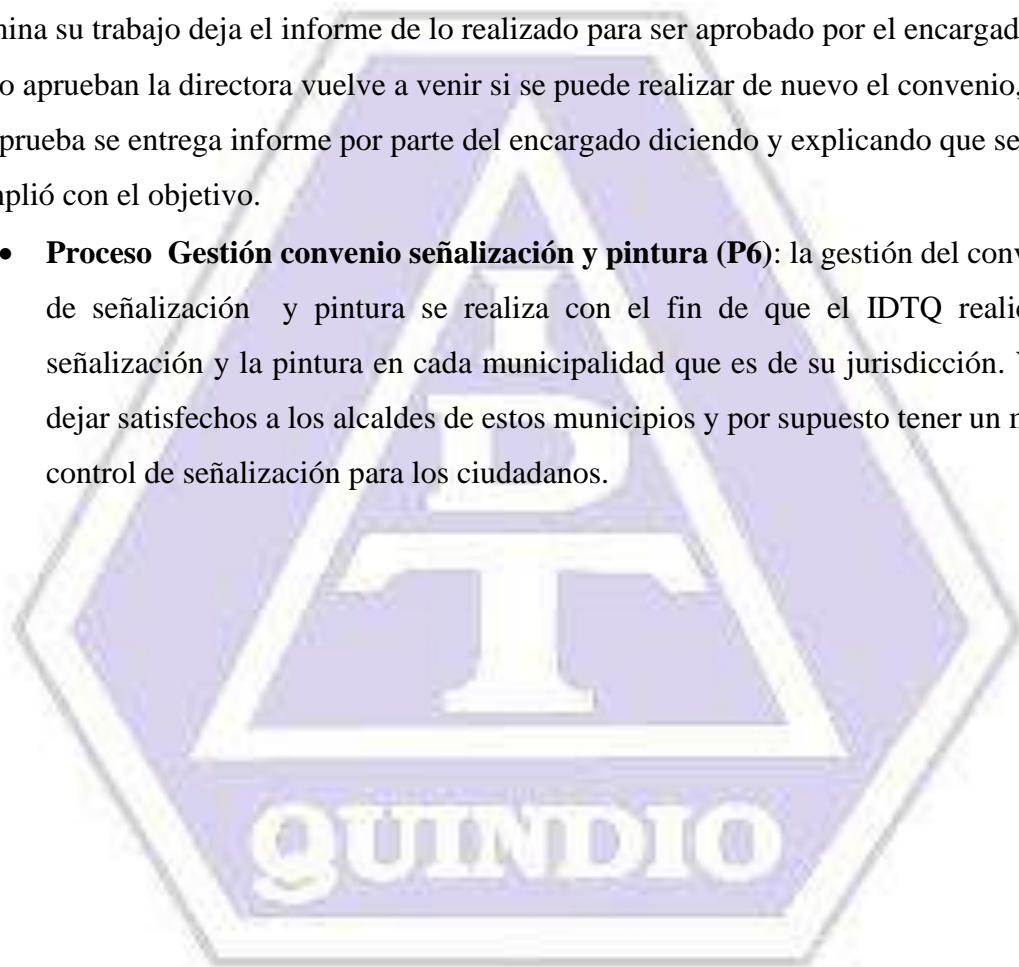 mina su trabajo deja el informe de lo realizado para ser aprobado por el encargad
o aprueban la directora vuelve a venir si se puede realizar de nuevo el convenio,
prueba se entrega informe por parte del encargado diciendo y explicando que se
mplió con el objetivo.
• Proceso Gestión convenio señalización y pintura (P6): la gestión del conv
de señalización y pintura se realiza con el fin de que el IDTQ reali
señalización y la pintura en cada municipalidad que es de su jurisdicción.
dejar satisfechos a los alcaldes de estos municipios y por supuesto tener un
control de señalización para los ciudadanos.
I
D
T
QUINDIO